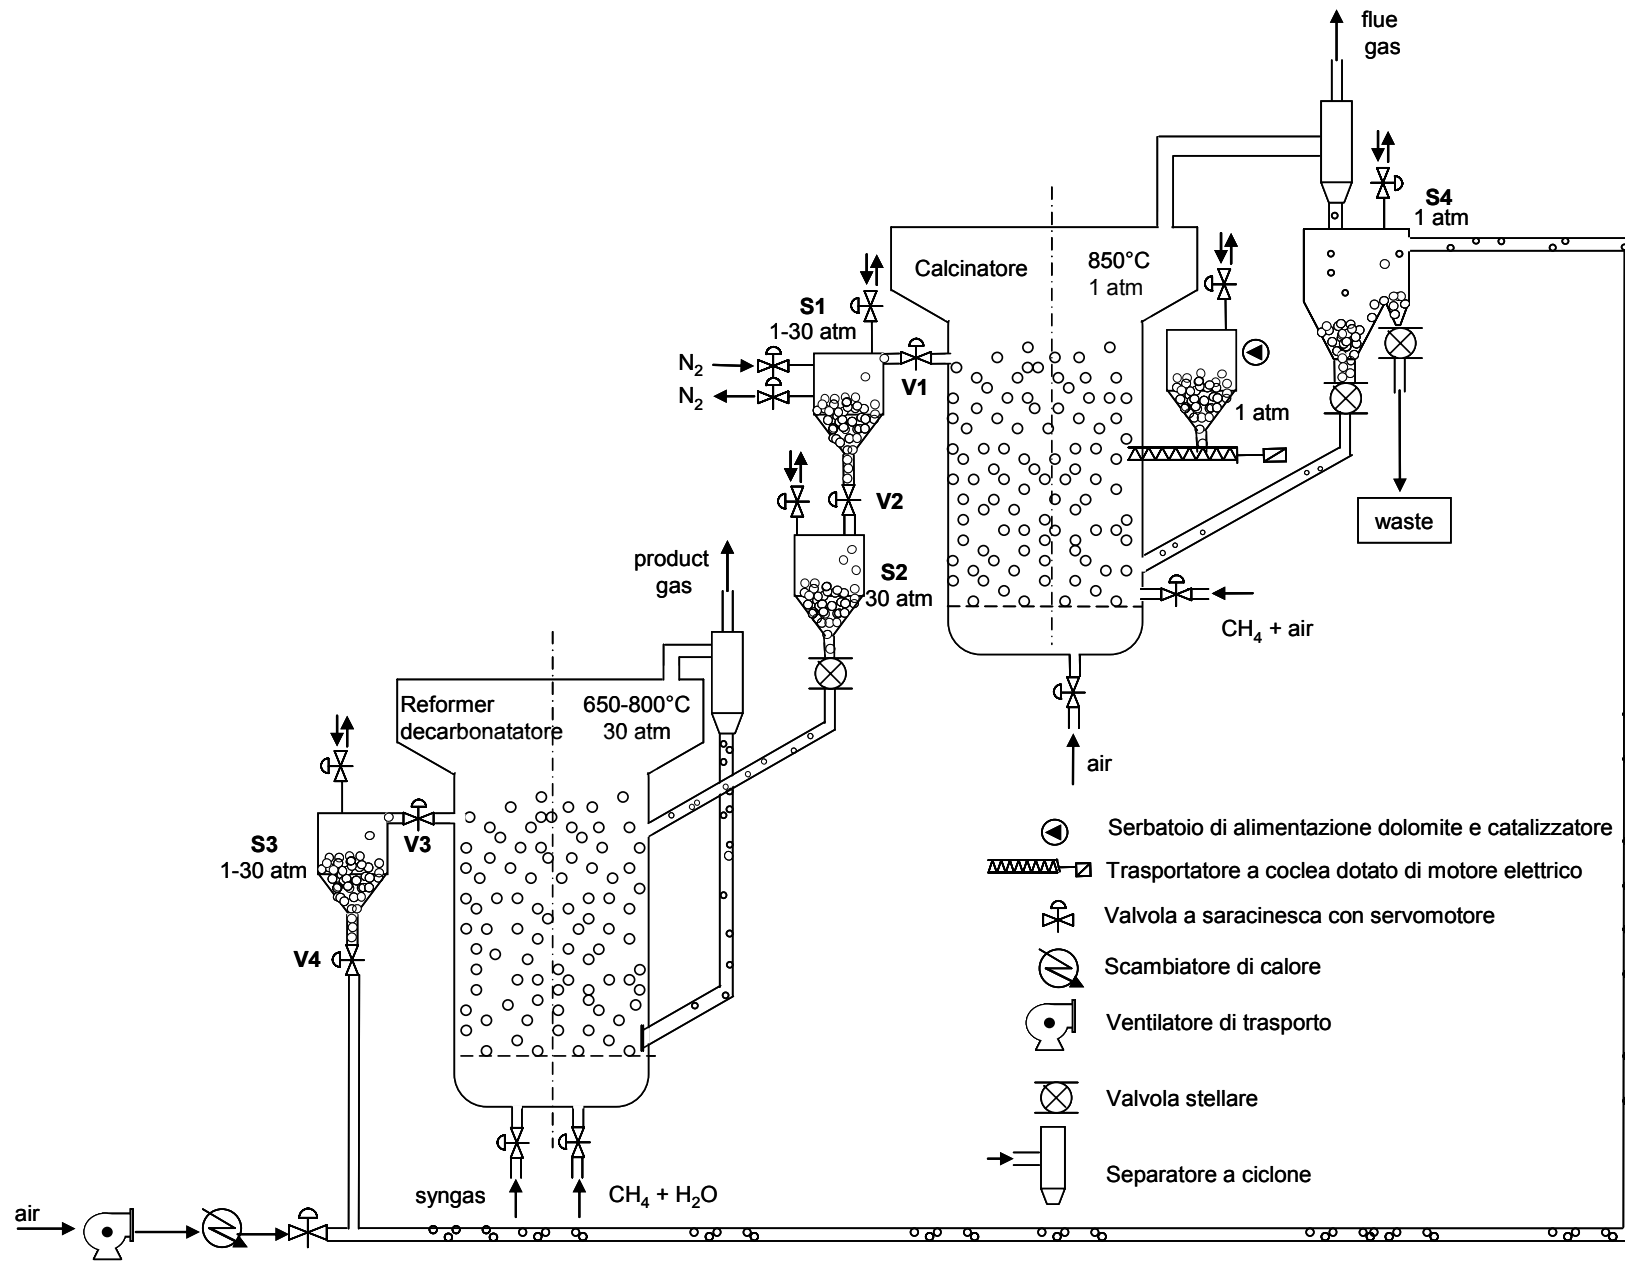 flue
gas
S4
1 atm
Calcinatore
850°C
1 atm
S1
1-30 atm
N2
N2
V1
1 atm
V2
waste
product
gas
S2
30 atm
CH4 + air
Reformer
decarbonatatore
650-800°C
30 atm
air
S3
1-30 atm
V3
V4
Serbatoio di alimentazione dolomite e catalizzatore
Trasportatore a coclea dotato di motore elettrico
Valvola a saracinesca con servomotore
Scambiatore di calore
Ventilatore di trasporto
Valvola stellare
Separatore a ciclone
syngas
CH4 + H2O
air